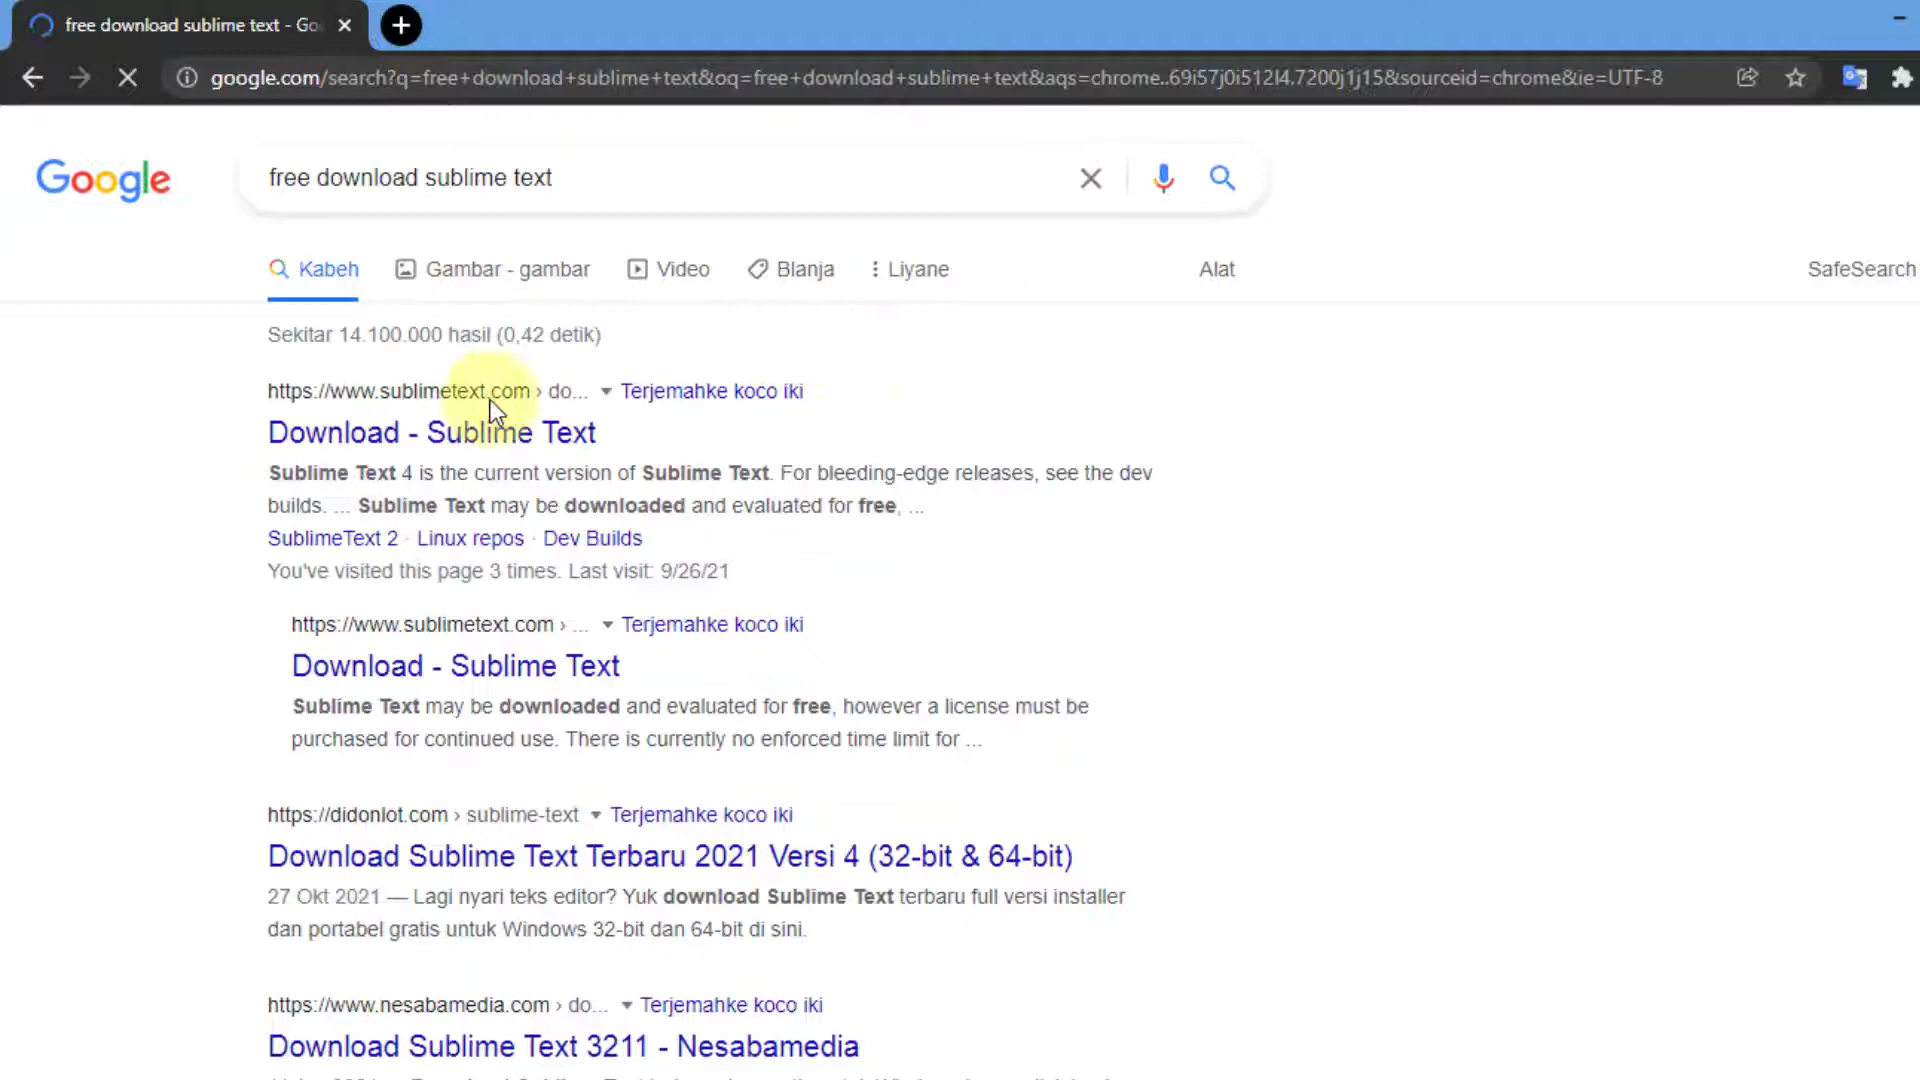 free download sublime text - Go
google.com/search?q=free+download+sublime+text&oq=free+download+sublime+text&aqs=chrome..69i57j0i512l4.7200j1j15&sourceid=chrome&ie=UTF-8
Google
free download sublime text
Kabeh
Gambar - gambar
Video
Blanja
Liyane
Alat
SafeSearch
Sekitar 14.100.000 hasil (0,42 detik)
https://www.sublimetext.com › do... Terjemahke koco iki
Download - Sublime Text
Sublime Text 4 is the current version of Sublime Text. For bleeding-edge releases, see the dev
builds. ... Sublime Text may be downloaded and evaluated for free, ...
SublimeText 2 · Linux repos · Dev Builds
You've visited this page 3 times. Last visit: 9/26/21
https://www.sublimetext.com › ... Terjemahke koco iki
Download - Sublime Text
Sublime Text may be downloaded and evaluated for free, however a license must be
purchased for continued use. There is currently no enforced time limit for ...
https://didonlot.com › sublime-text Terjemahke koco iki
Download Sublime Text Terbaru 2021 Versi 4 (32-bit & 64-bit)
27 Okt 2021 — Lagi nyari teks editor? Yuk download Sublime Text terbaru full versi installer
dan portabel gratis untuk Windows 32-bit dan 64-bit di sini.
https://www.nesabamedia.com › do... Terjemahke koco iki
Download Sublime Text 3211 - Nesabamedia